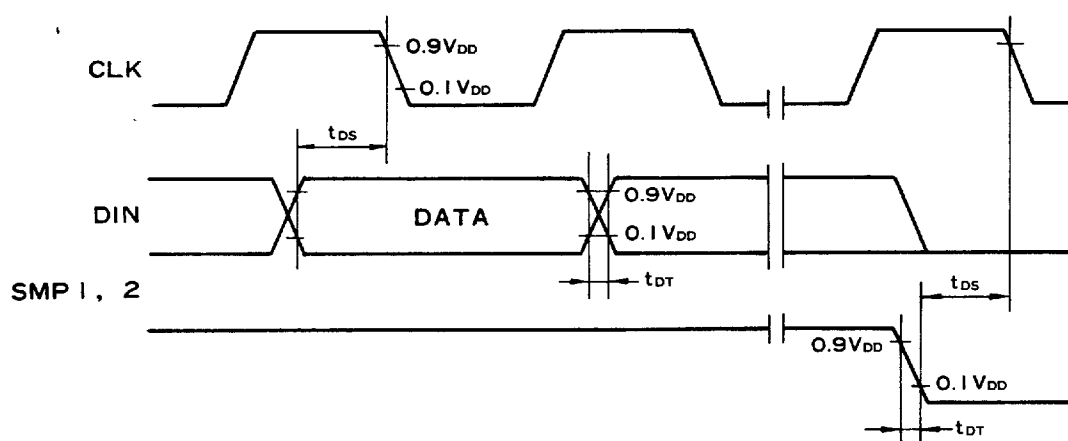 CLK
0.9VDD
0.1VDD
tDS
DIN
DATA
0.9VDD
0.1VDD
tDT
tDS
SMP1, 2
0.9VDD
0.1VDD
tDT